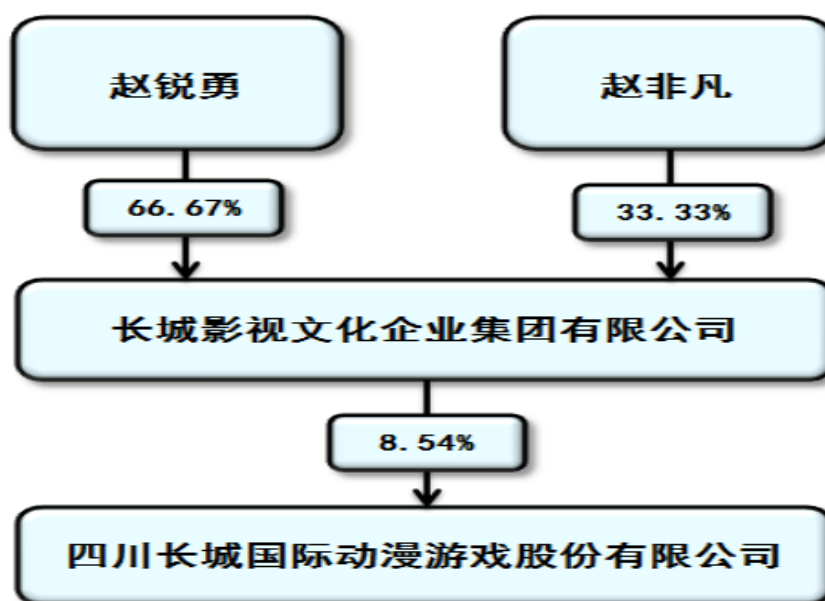 赵锐勇
赵非凡
66.67%
33.33%
长城影视文化企业集团有限公司
8.54%
四川长城国际动漫游戏股份有限公司